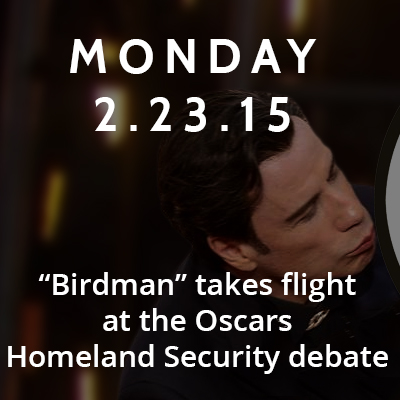 MONDAY
2.23.15
“Birdman” takes flight
at the Oscars
Homeland Security debate